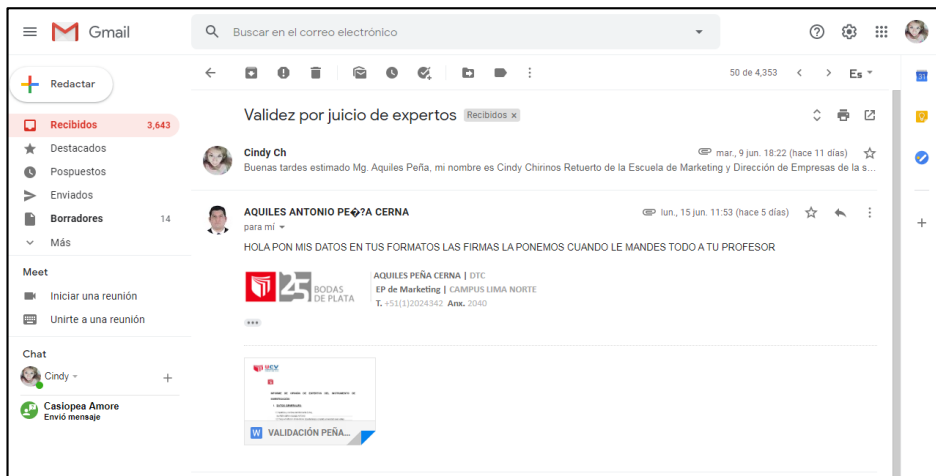 Gmail
Buscar en el correo electrónico
Redactar
50 de 4,353
Es
31
Recibidos 3,643
Destacados
Pospuestos
Enviados
Borradores 14
Más
Meet
Iniciar una reunión
Unirte a una reunión
Chat
Cindy
Casiopea Amore
Envió mensaje
Validez por juicio de expertos Recibidos x
Cindy Ch
mar., 9 jun. 18:22 (hace 11 días)
Buenas tardes estimado Mg. Aquiles Peña, mi nombre es Cindy Chirinos Retuerto de la Escuela de Marketing y Dirección de Empresas de la s...
AQUILES ANTONIO PE�?A CERNA
lun., 15 jun. 11:53 (hace 5 días)
para mí
HOLA PON MIS DATOS EN TUS FORMATOS LAS FIRMAS LA PONEMOS CUANDO LE MANDES TODO A TU PROFESOR
25 BODAS
DE PLATA
AQUILES PEÑA CERNA | DTC
EP de Marketing | CAMPUS LIMA NORTE
T. +51(1)2024342 Anx. 2040
UCV
W VALIDACIÓN PEÑA...